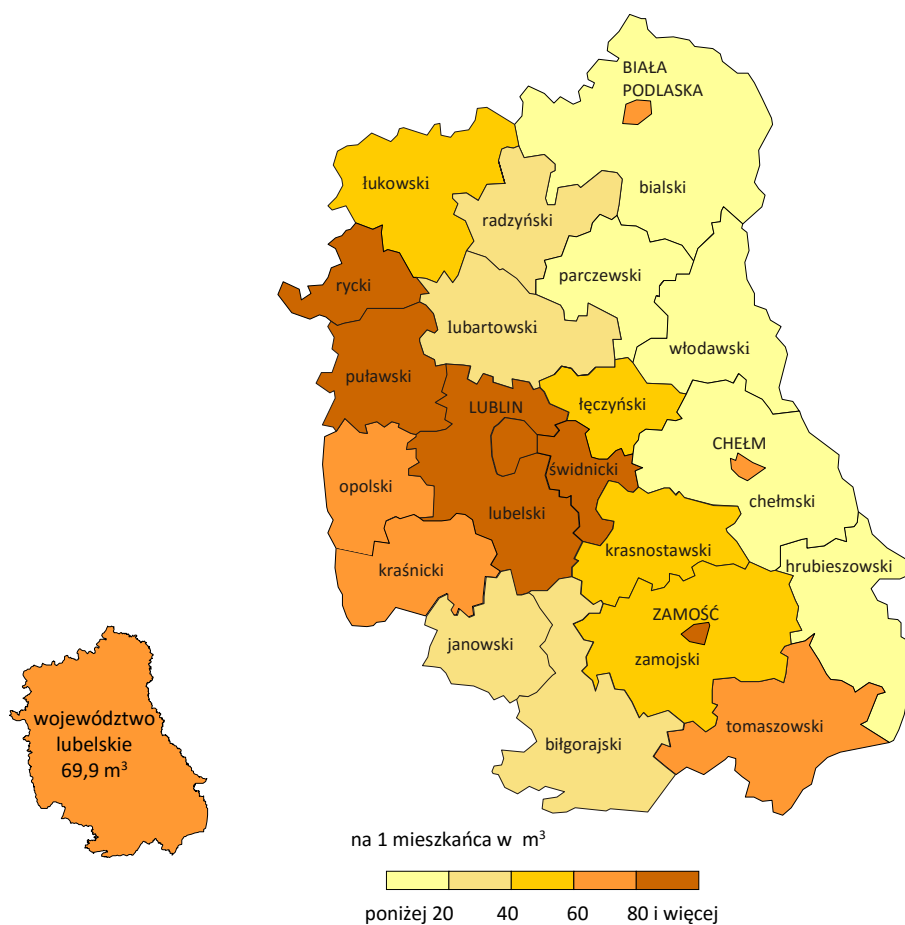 BIAŁA
PODLASKA
łukowski
bialski
radzyński
parczewski
rycki
lubartowski
włodawski
puławski
LUBLIN
łęczyński
CHEŁM
świdnicki
opolski
chełmski
lubelski
krasnostawski
hrubieszowski
kraśnicki
ZAMOŚĆ
janowski
zamojski
województwo
lubelskie
69,9 m³
tomaszowski
biłgorajski
na 1 mieszkańca w m³
poniżej 20 40 60 80 i więcej